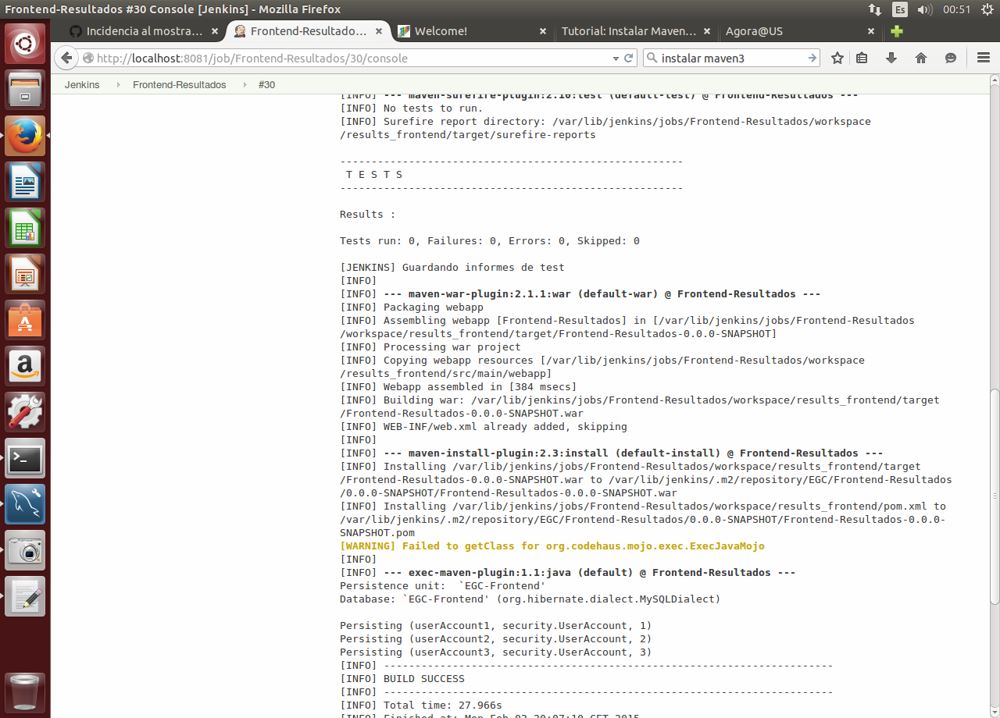 Frontend-Resultados #30 Console [Jenkins] - Mozilla Firefox
Es
00:51
Incidencia al mostra...
Frontend-Resultado...
Welcome!
Tutorial: Instalar Maven...
Agora@US
http://localhost:8081/job/Frontend-Resultados/30/console
instalar maven3
Jenkins
Frontend-Resultados
#30
[INFO] --- maven-surefire-plugin:2.16:test (default-test) @ Frontend-Resultados ---
[INFO] No tests to run.
[INFO] Surefire report directory: /var/lib/jenkins/jobs/Frontend-Resultados/workspace
/results_frontend/target/surefire-reports
-------------------------------------------------------
T E S T S
-------------------------------------------------------
Results :
Tests run: 0, Failures: 0, Errors: 0, Skipped: 0
[JENKINS] Guardando informes de test
[INFO]
[INFO] --- maven-war-plugin:2.1.1:war (default-war) @ Frontend-Resultados ---
[INFO] Packaging webapp
[INFO] Assembling webapp [Frontend-Resultados] in [/var/lib/jenkins/jobs/Frontend-Resultados
/workspace/results_frontend/target/Frontend-Resultados-0.0.0-SNAPSHOT]
[INFO] Processing war project
[INFO] Copying webapp resources [/var/lib/jenkins/jobs/Frontend-Resultados/workspace
/results_frontend/src/main/webapp]
[INFO] Webapp assembled in [384 msecs]
[INFO] Building war: /var/lib/jenkins/jobs/Frontend-Resultados/workspace/results_frontend/target
/Frontend-Resultados-0.0.0-SNAPSHOT.war
[INFO] WEB-INF/web.xml already added, skipping
[INFO]
[INFO] --- maven-install-plugin:2.3:install (default-install) @ Frontend-Resultados ---
[INFO] Installing /var/lib/jenkins/jobs/Frontend-Resultados/workspace/results_frontend/target
/Frontend-Resultados-0.0.0-SNAPSHOT.war to /var/lib/jenkins/.m2/repository/EGC/Frontend-Resultados
/0.0.0-SNAPSHOT/Frontend-Resultados-0.0.0-SNAPSHOT.war
[INFO] Installing /var/lib/jenkins/jobs/Frontend-Resultados/workspace/results_frontend/pom.xml to
/var/lib/jenkins/.m2/repository/EGC/Frontend-Resultados/0.0.0-SNAPSHOT/Frontend-Resultados-0.0.0-
SNAPSHOT.pom
[WARNING] Failed to getClass for org.codehaus.mojo.exec.ExecJavaMojo
[INFO]
[INFO] --- exec-maven-plugin:1.1:java (default) @ Frontend-Resultados ---
Persistence unit:  `EGC-Frontend'
Database: `EGC-Frontend' (org.hibernate.dialect.MySQLDialect)
Persisting (userAccount1, security.UserAccount, 1)
Persisting (userAccount2, security.UserAccount, 2)
Persisting (userAccount3, security.UserAccount, 3)
[INFO] ------------------------------------------------------------------------
[INFO] BUILD SUCCESS
[INFO] ------------------------------------------------------------------------
[INFO] Total time: 27.966s
[INFO] Finished at: Mon Feb 02 20:07:10 CET 2015